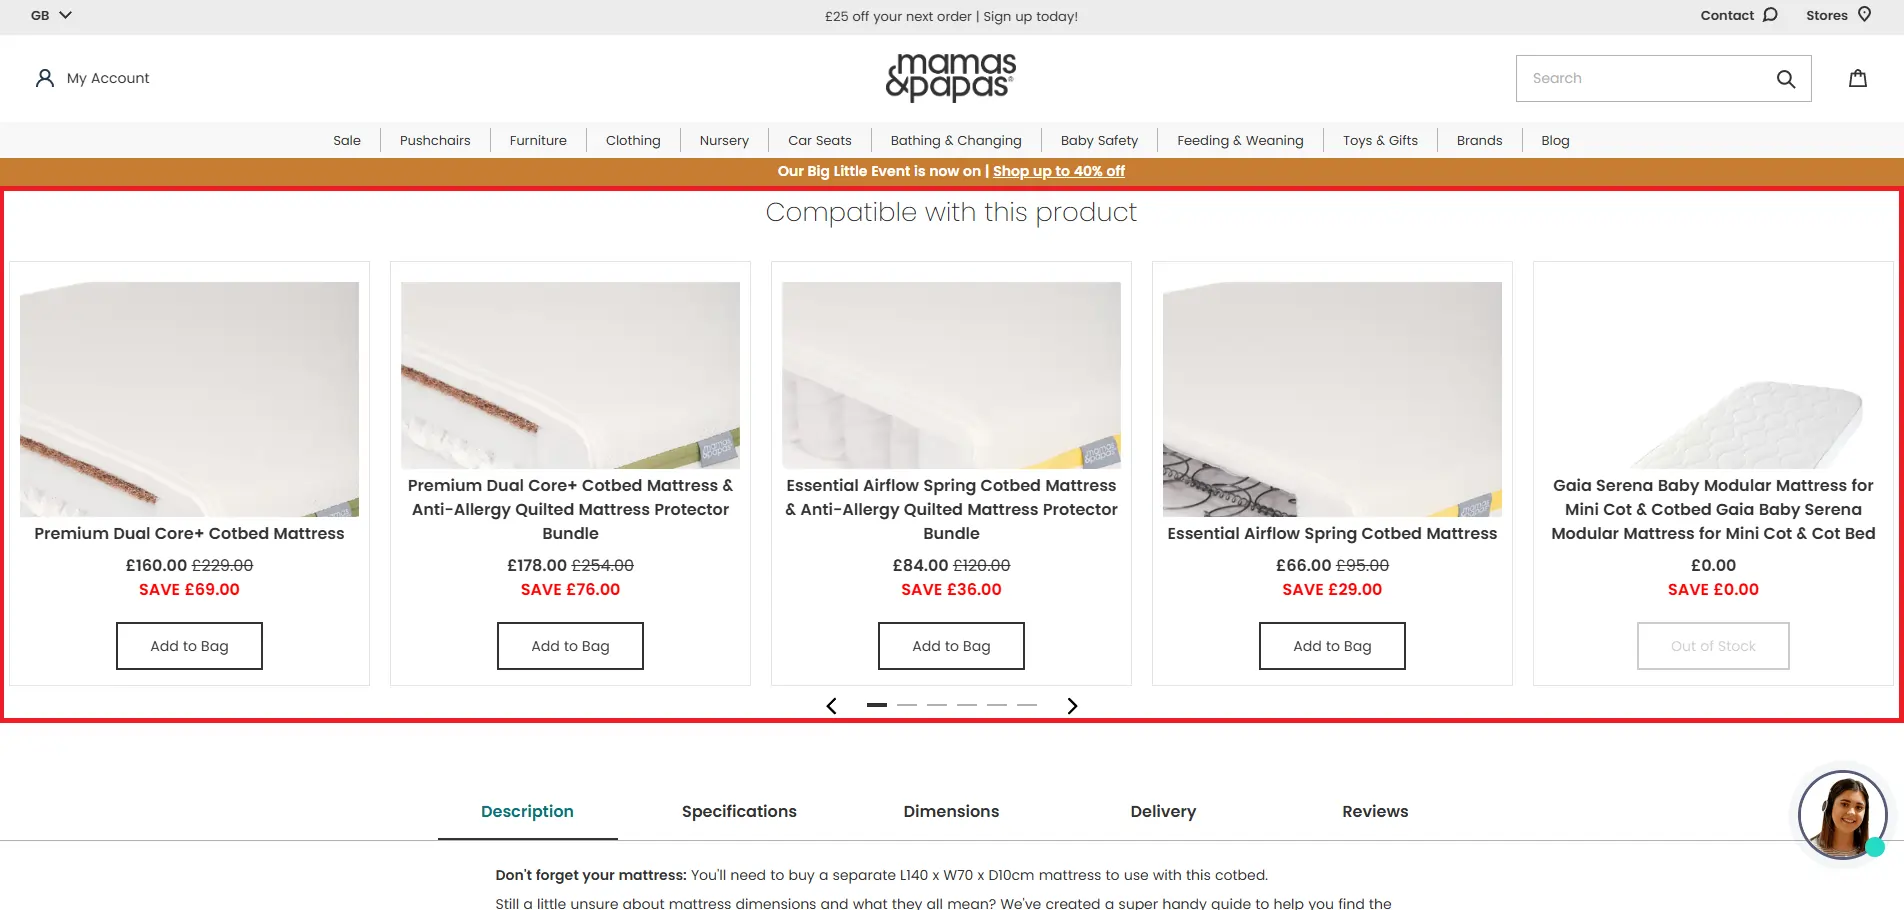 GB
£25 off your next order | Sign up today!
Contact
Stores
My Account
mamas
&papas
Search
Sale
Pushchairs
Furniture
Clothing
Nursery
Car Seats
Bathing & Changing
Baby Safety
Feeding & Weaning
Toys & Gifts
Brands
Blog
Our Big Little Event is now on | Shop up to 40% off
Compatible with this product
Premium Dual Core+ Cotbed Mattress
£160.00 £229.00
SAVE £69.00
Add to Bag
mamas
&papas
Premium Dual Core+ Cotbed Mattress &
Anti-Allergy Quilted Mattress Protector
Bundle
£178.00 £254.00
SAVE £76.00
Add to Bag
mamas
&papas
Essential Airflow Spring Cotbed Mattress
& Anti-Allergy Quilted Mattress Protector
Bundle
£84.00 £120.00
SAVE £36.00
Add to Bag
Essential Airflow Spring Cotbed Mattress
£66.00 £95.00
SAVE £29.00
Add to Bag
Gaia Serena Baby Modular Mattress for
Mini Cot & Cotbed Gaia Baby Serena
Modular Mattress for Mini Cot & Cot Bed
£0.00
SAVE £0.00
Out of Stock
Description
Specifications
Dimensions
Delivery
Reviews
Don't forget your mattress: You'll need to buy a separate L140 x W70 x D10cm mattress to use with this cotbed.
Still a little unsure about mattress dimensions and what they all mean? We've created a super handy guide to help you find the